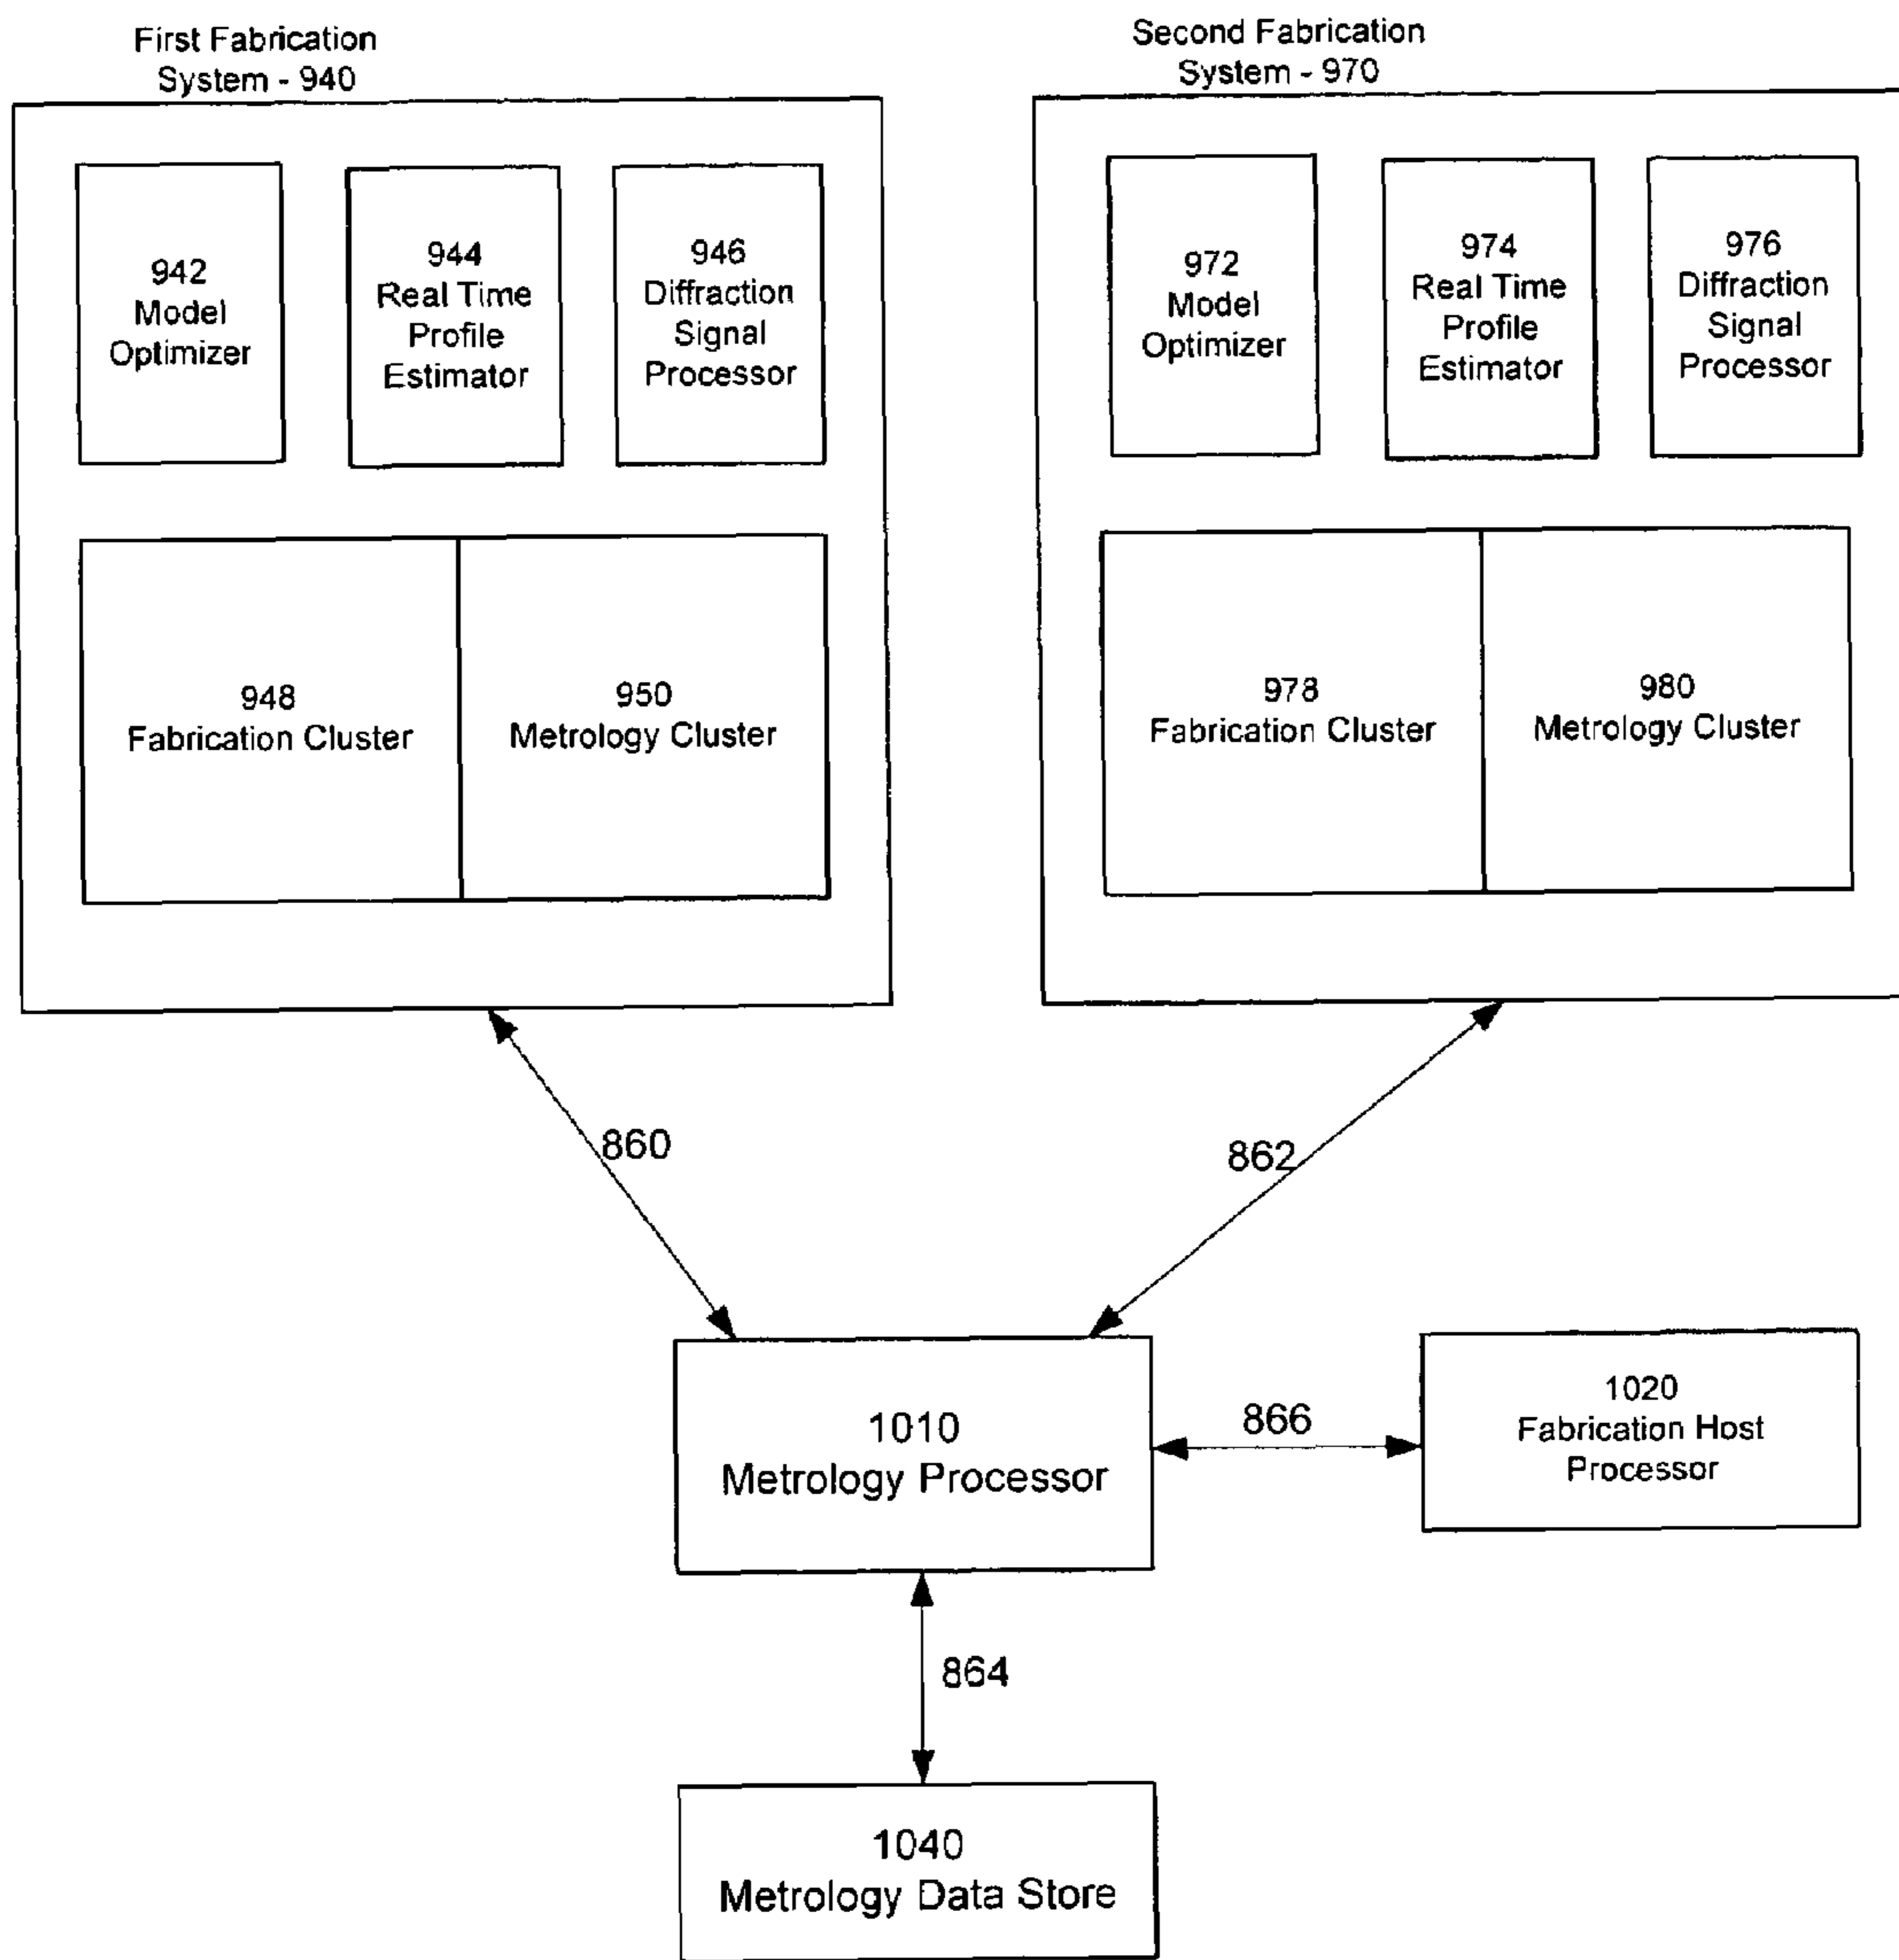 First Fabrication
System - 940
Second Fabrication
System - 970
942
Model
Optimizer
944
Real Time
Profile
Estimator
946
Diffraction
Signal
Processor
972
Model
Optimizer
974
Real Time
Profile
Estimator
976
Diffraction
Signal
Processor
948
Fabrication Cluster
950
Metrology Cluster
978
Fabrication Cluster
980
Metrology Cluster
860
862
1010
Metrology Processor
866
1020
Fabrication Host
Processor
864
1040
Metrology Data Store